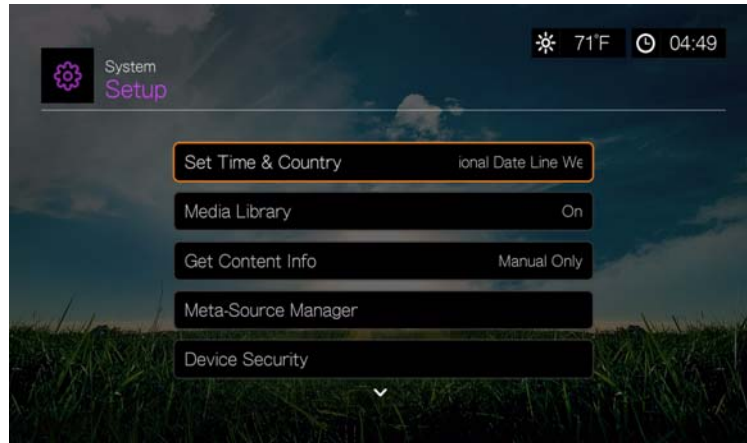 71°F 04:49
System
Setup
Set Time & Country ional Date Line We
Media Library On
Get Content Info Manual Only
Meta-Source Manager
Device Security